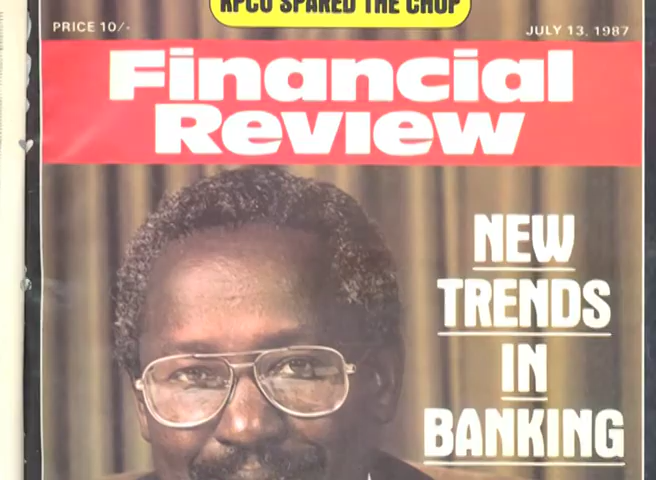 KPCU SPARED THE CHOP
PRICE 10/-
JULY 13, 1987
Financial
Review
NEW
TRENDS
IN
BANKING